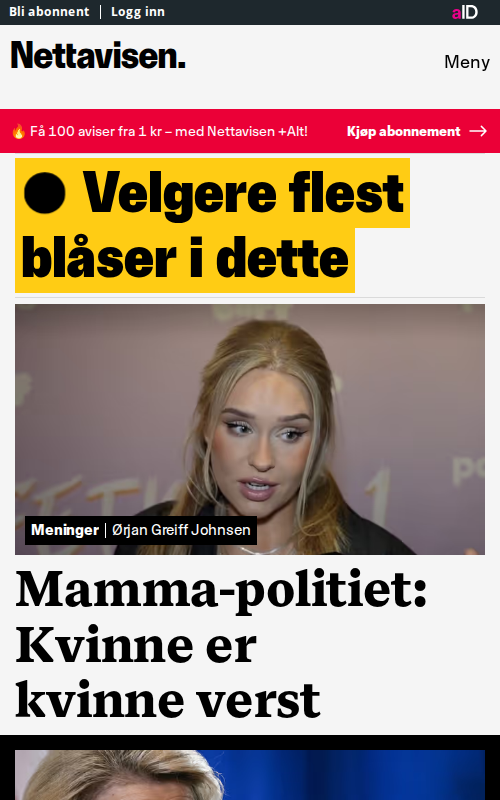 Bli abonnent | Logg inn
aID
Nettavisen.
Meny
🔥 Få 100 aviser fra 1 kr – med Nettavisen +Alt!
Kjøp abonnement →
● Velgere flest
blåser i dette
Meninger | Ørjan Greiff Johnsen
Mamma-politiet:
Kvinne er
kvinne verst